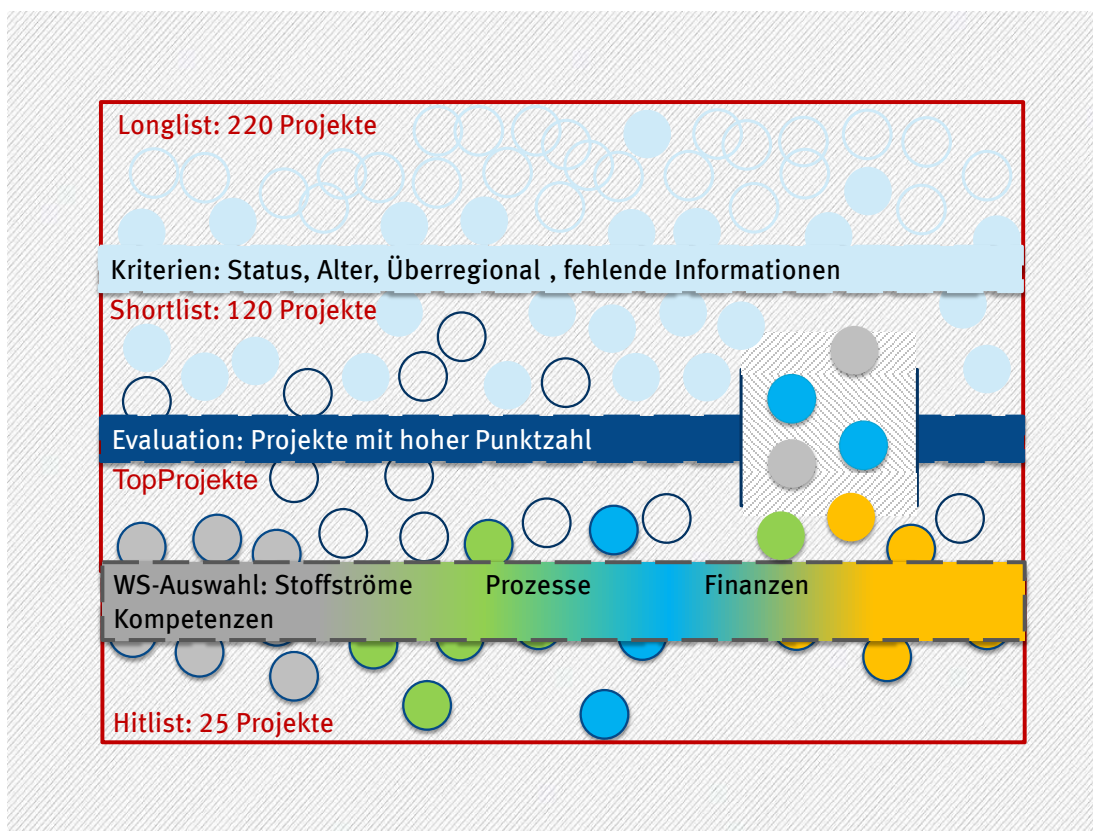 Longlist: 220 Projekte
Kriterien: Status, Alter, Überregional , fehlende Informationen
Shortlist: 120 Projekte
Evaluation: Projekte mit hoher Punktzahl
TopProjekte
WS-Auswahl: Stoffströme Prozesse Finanzen
Kompetenzen
Hitlist: 25 Projekte